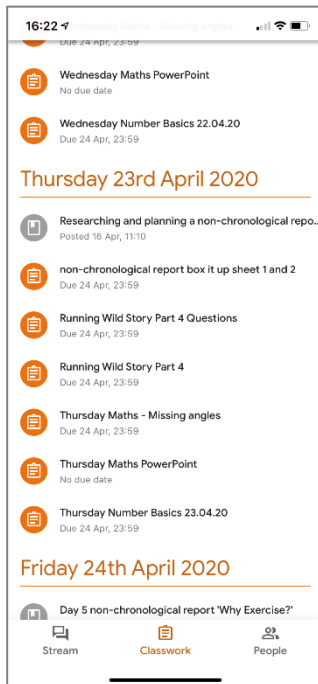 16:22
Wednesday Maths - Missing angles
Due 24 Apr, 23:59
Wednesday Maths PowerPoint
No due date
Wednesday Number Basics 22.04.20
Due 24 Apr, 23:59
Thursday 23rd April 2020
Researching and planning a non-chronological repo..
Posted 16 Apr, 11:10
non-chronological report box it up sheet 1 and 2
Due 24 Apr, 23:59
Running Wild Story Part 4 Questions
Due 24 Apr, 23:59
Running Wild Story Part 4
Due 24 Apr, 23:59
Thursday Maths - Missing angles
Due 24 Apr, 23:59
Thursday Maths PowerPoint
No due date
Thursday Number Basics 23.04.20
Due 24 Apr, 23:59
Friday 24th April 2020
Day 5 non-chronological report 'Why Exercise?'
Stream
Classwork
People